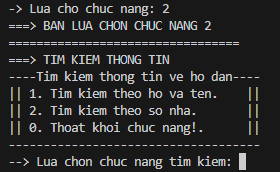 -> Lua cho chuc nang: 2
===> BAN LUA CHON CHUC NANG 2
================================
===> TIM KIEM THONG TIN
----Tim kiem thong tin ve ho dan----
|| 1. Tim kiem theo ho va ten.    ||
|| 2. Tim kiem theo so nha.       ||
|| 0. Thoat khoi chuc nang!.      ||
-----------------------------------
--> Lua chon chuc nang tim kiem: